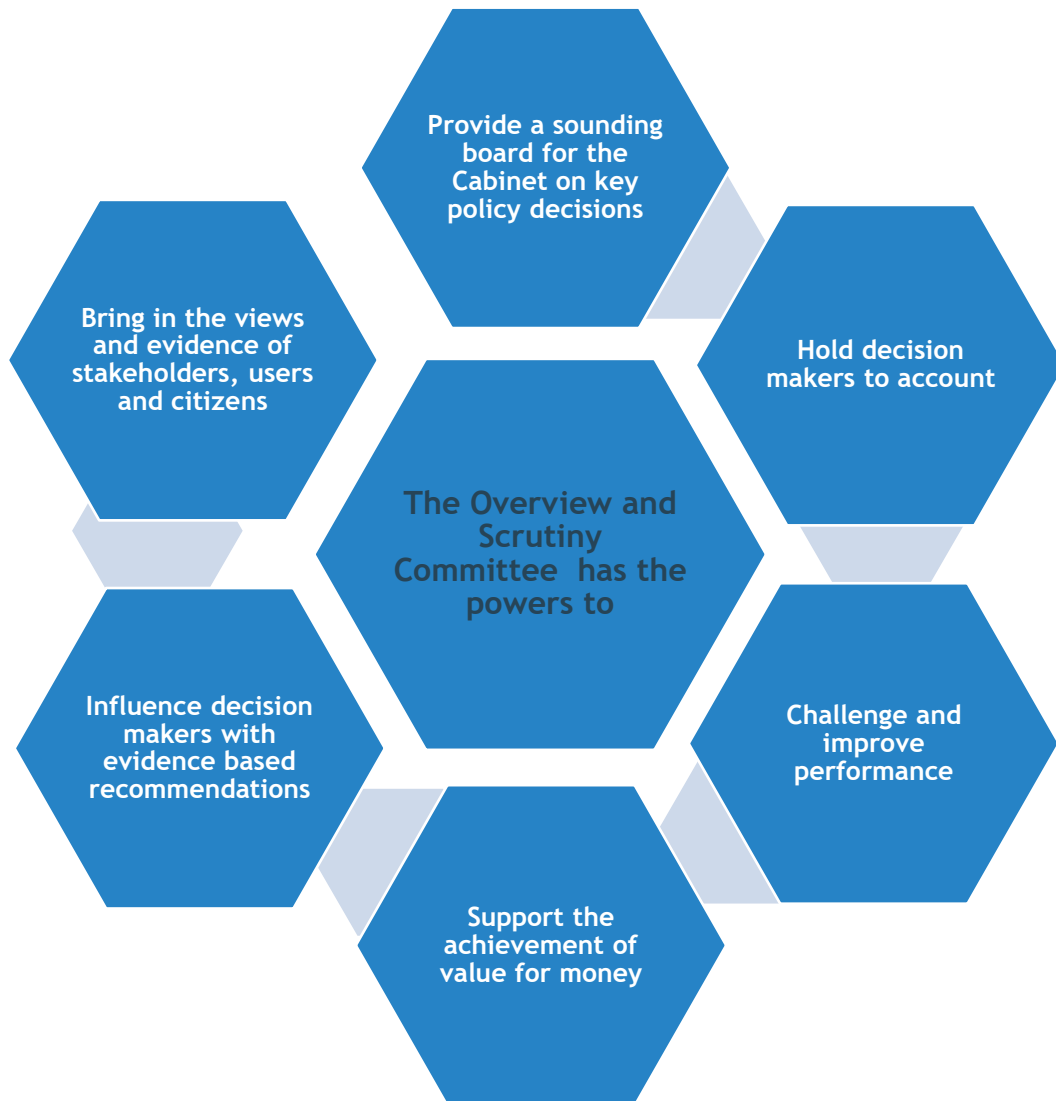 Provide a sounding
board for the
Cabinet on key
policy decisions
Hold decision
makers to account
Challenge and
improve
performance
Support the
achievement of
value for money
Influence decision
makers with
evidence based
recommendations
Bring in the views
and evidence of
stakeholders, users
and citizens
The Overview and
Scrutiny
Committee  has the
powers to